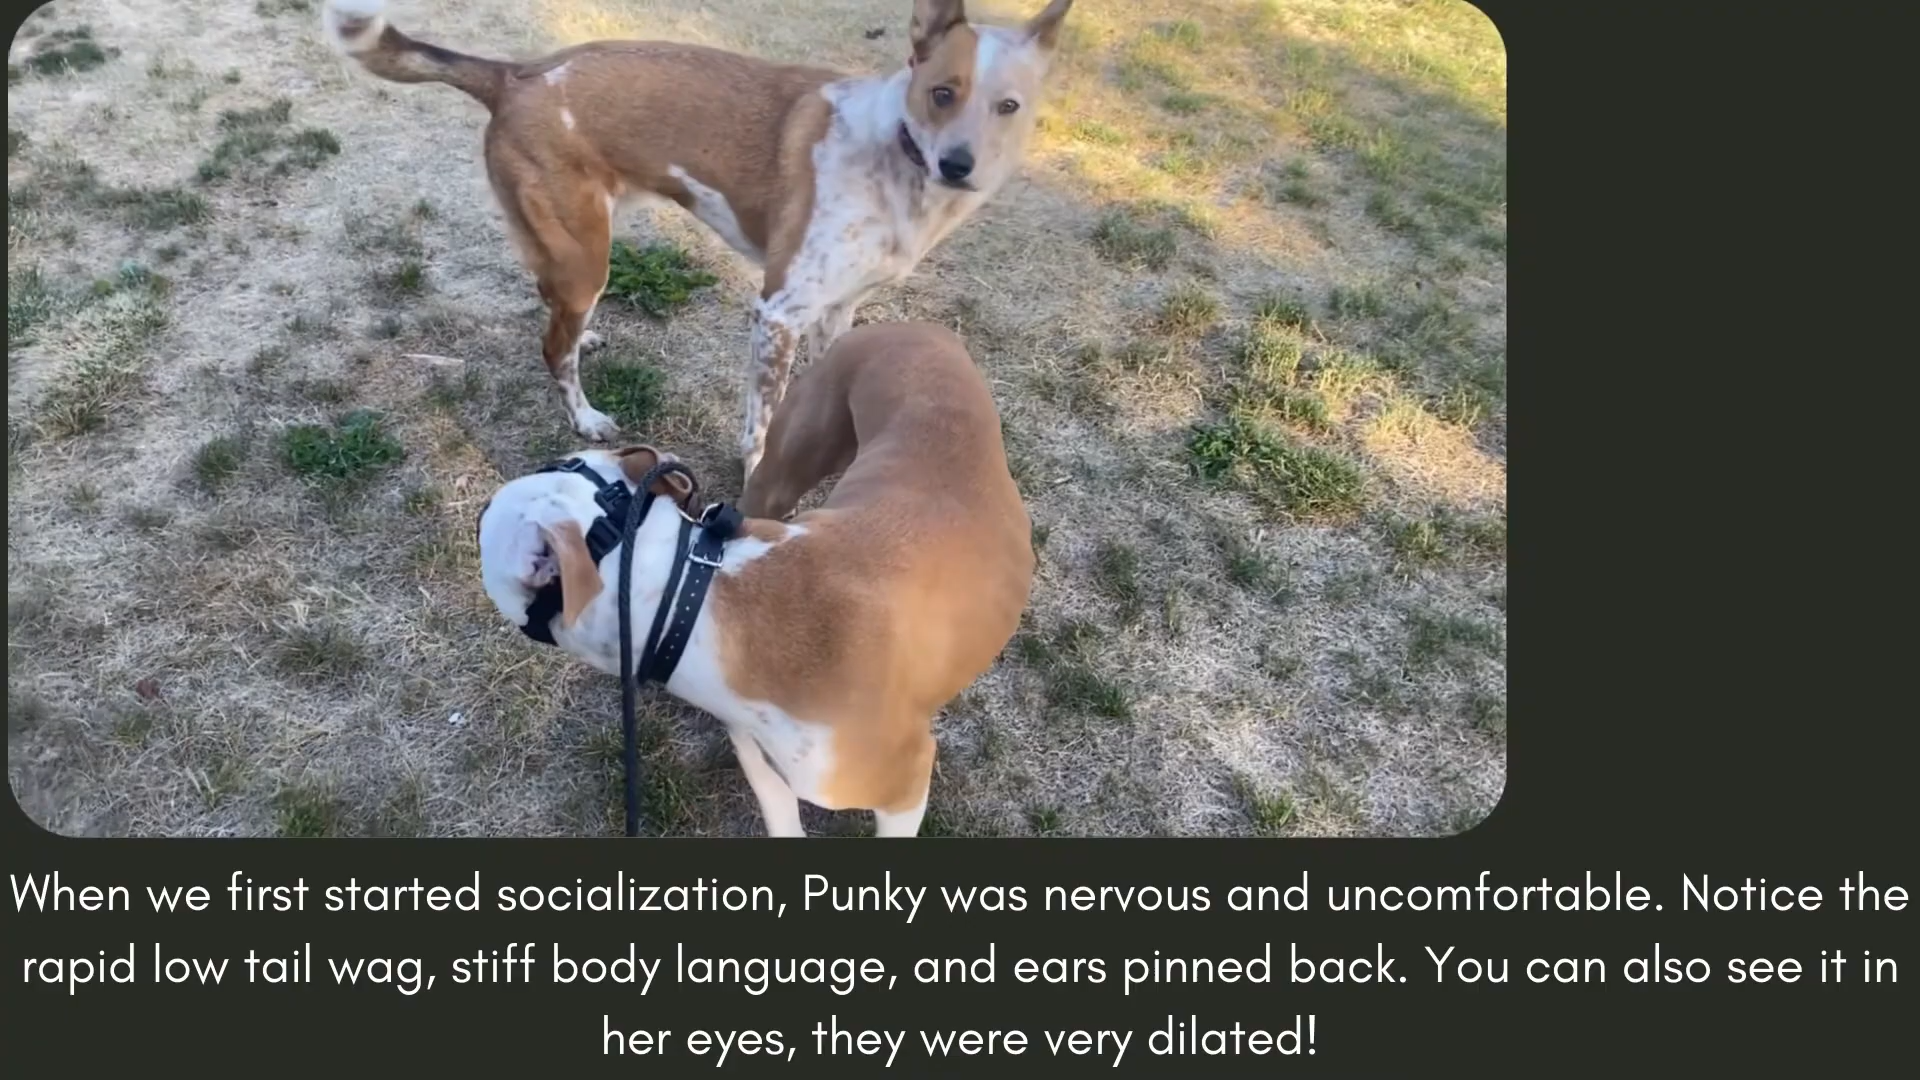 When we first started socialization, Punky was nervous and uncomfortable. Notice the
rapid low tail wag, stiff body language, and ears pinned back. You can also see it in
her eyes, they were very dilated!